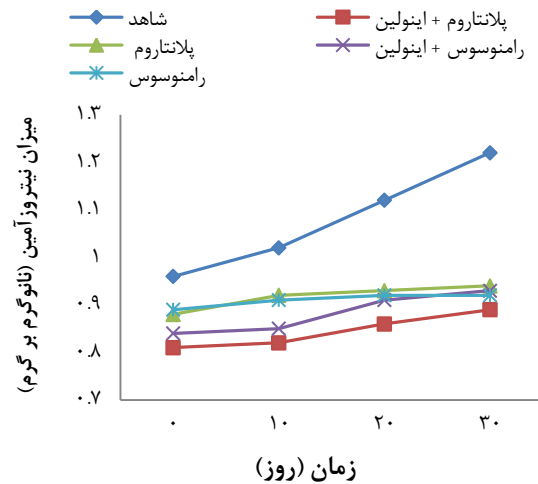 شاهد
پلانتاروم + اینولین
پلانتاروم
رامنوسوس + اینولین
رامنوسوس
میزان نیتروزآمین (نانوگرم بر گرم)
۱.۳
۱.۲
۱.۱
۱
۰.۹
۰.۸
۰.۷
۰ ۱۰ ۲۰ ۳۰
زمان (روز)